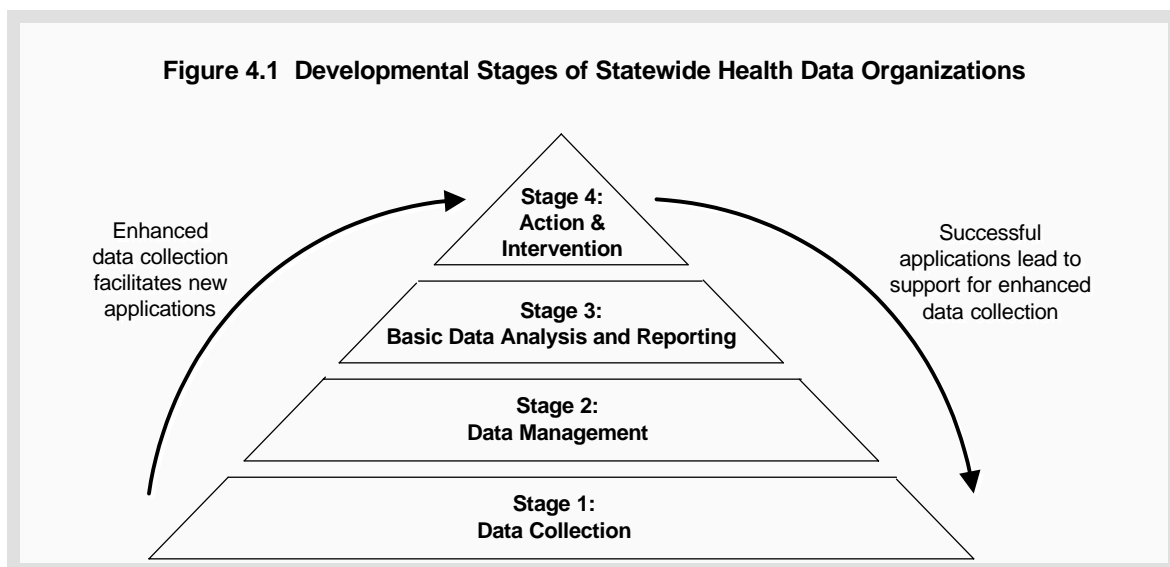 Figure 4.1 Developmental Stages of Statewide Health Data Organizations
Stage 4:
Action &
Intervention
Enhanced
data collection
facilitates new
applications
Successful
applications lead to
support for enhanced
data collection
Stage 3:
Basic Data Analysis and Reporting
Stage 2:
Data Management
Stage 1:
Data Collection